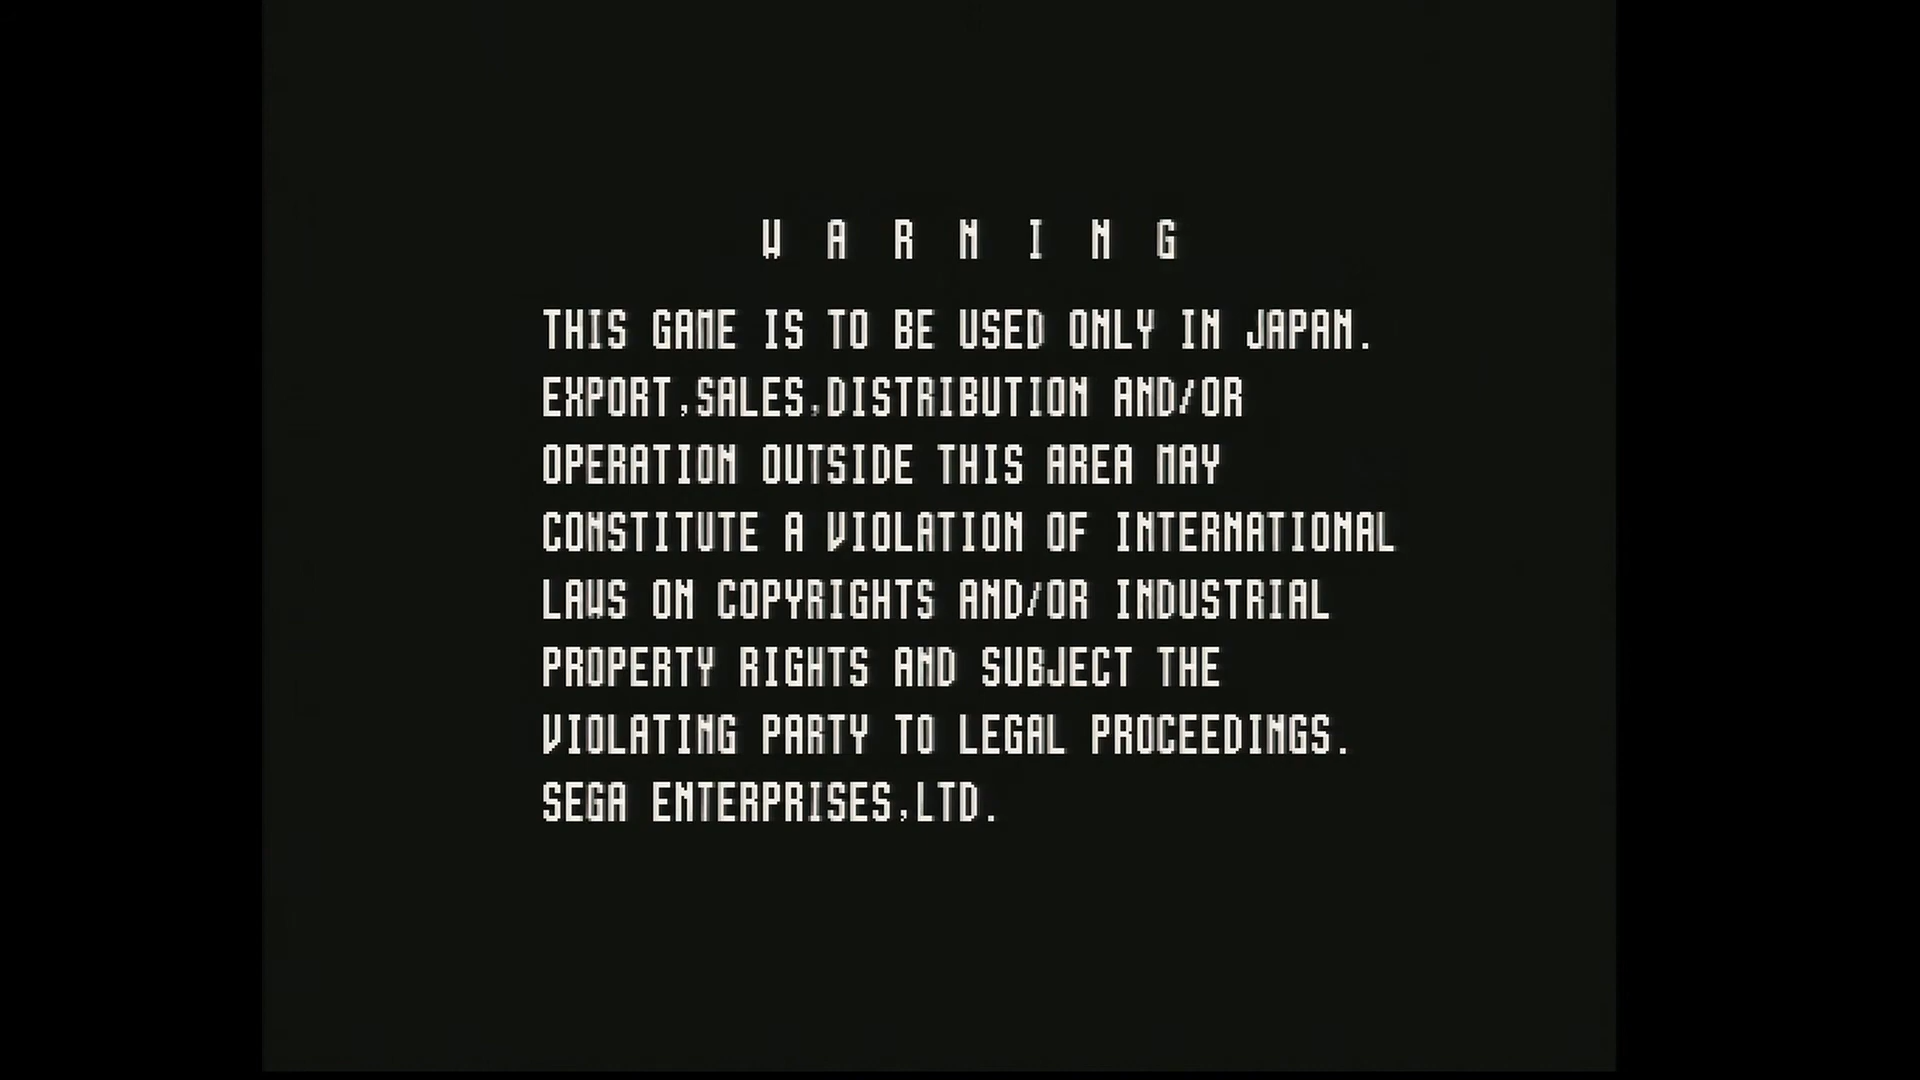 W A R N I N G
THIS GAME IS TO BE USED ONLY IN JAPAN.
EXPORT,SALES,DISTRIBUTION AND/OR
OPERATION OUTSIDE THIS AREA MAY
CONSTITUTE A VIOLATION OF INTERNATIONAL
LAWS ON COPYRIGHTS AND/OR INDUSTRIAL
PROPERTY RIGHTS AND SUBJECT THE
VIOLATING PARTY TO LEGAL PROCEEDINGS.
SEGA ENTERPRISES,LTD.